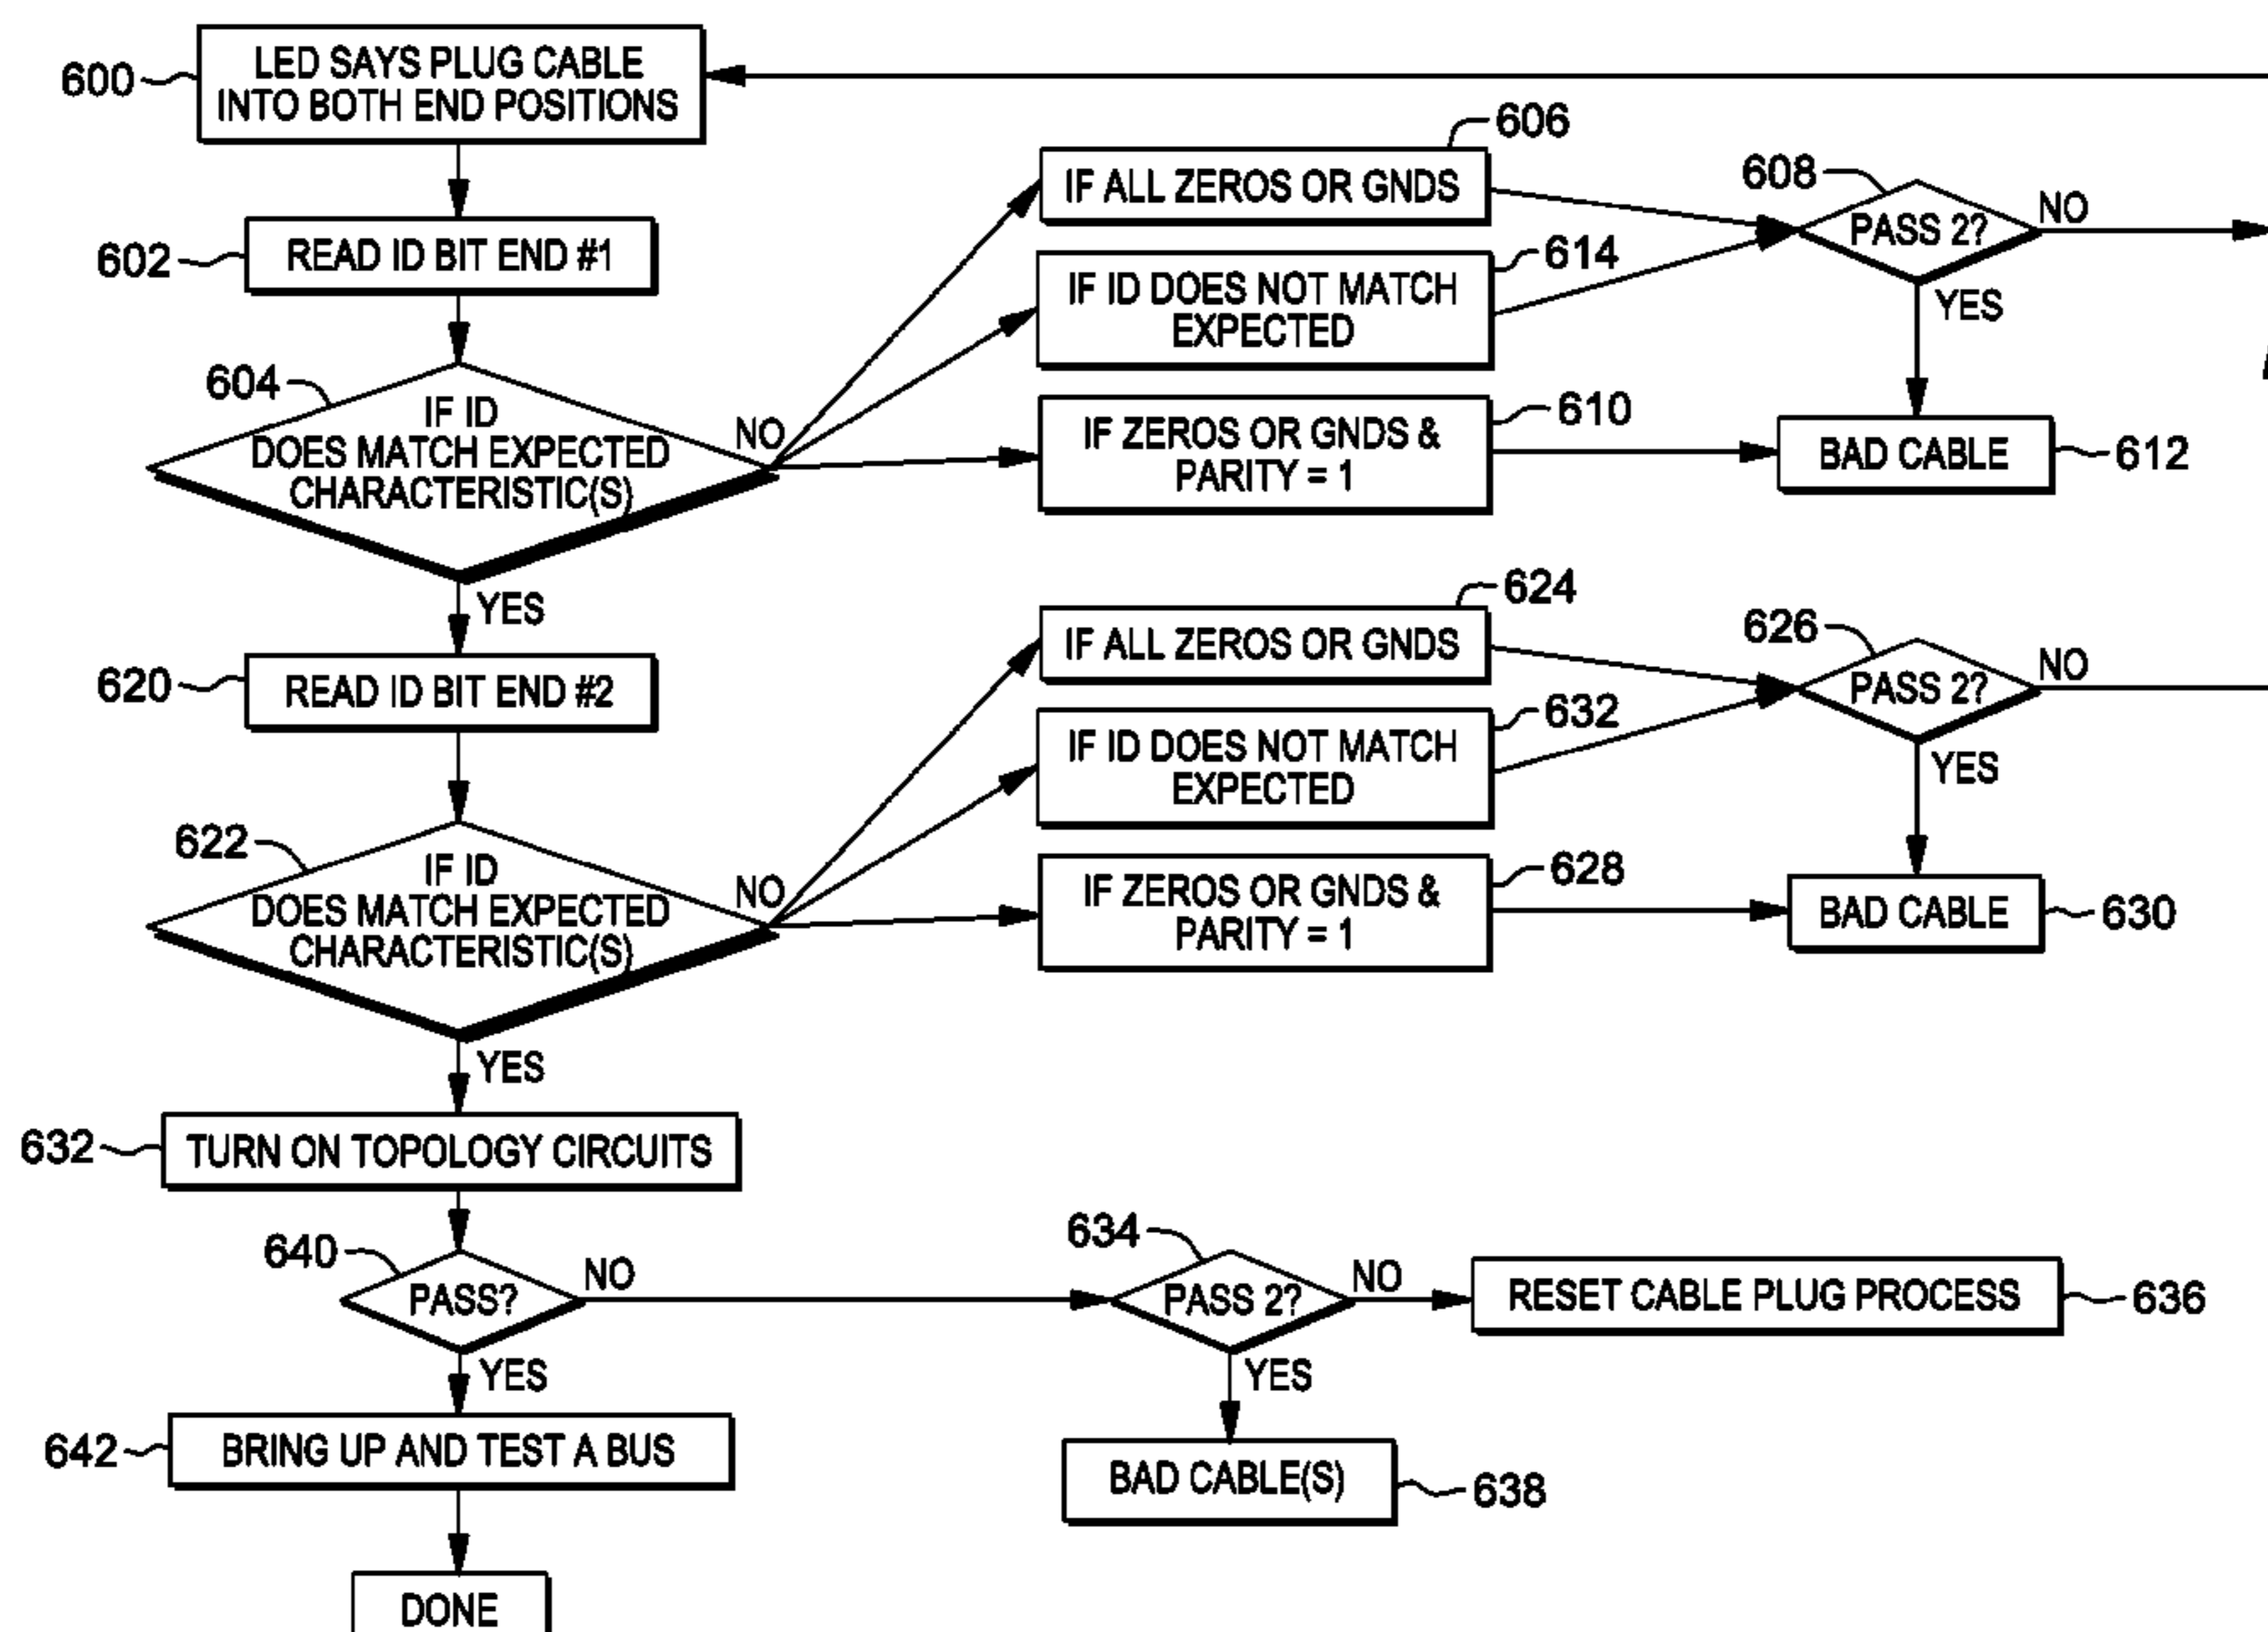 600
LED SAYS PLUG CABLE
INTO BOTH END POSITIONS
602
READ ID BIT END #1
604
IF ID
DOES MATCH EXPECTED
CHARACTERISTIC(S)
NO
YES
606
IF ALL ZEROS OR GNDS
614
IF ID DOES NOT MATCH
EXPECTED
610
IF ZEROS OR GNDS &
PARITY = 1
608
PASS 2?
NO
YES
BAD CABLE
612
620
READ ID BIT END #2
622
IF ID
DOES MATCH EXPECTED
CHARACTERISTIC(S)
NO
YES
624
IF ALL ZEROS OR GNDS
632
IF ID DOES NOT MATCH
EXPECTED
628
IF ZEROS OR GNDS &
PARITY = 1
626
PASS 2?
NO
YES
BAD CABLE
630
632
TURN ON TOPOLOGY CIRCUITS
640
PASS?
NO
YES
634
PASS 2?
NO
YES
RESET CABLE PLUG PROCESS
636
BAD CABLE(S)
638
642
BRING UP AND TEST A BUS
DONE